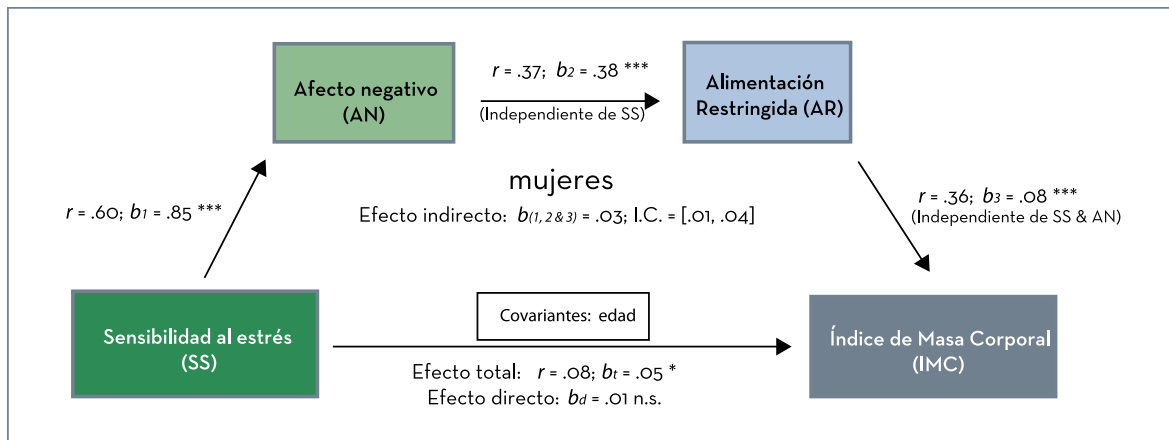 Afecto negativo
(AN)
r = .37; b2 = .38 ***
(Independiente de SS)
Alimentación
Restringida (AR)
r = .60; b1 = .85 ***
mujeres
Efecto indirecto: b(1, 2 & 3) = .03; I.C. = [.01, .04]
r = .36; b3 = .08 ***
(Independiente de SS & AN)
Sensibilidad al estrés
(SS)
Covariantes: edad
Efecto total: r = .08; bt = .05 *
Efecto directo: bd = .01 n.s.
Índice de Masa Corporal
(IMC)